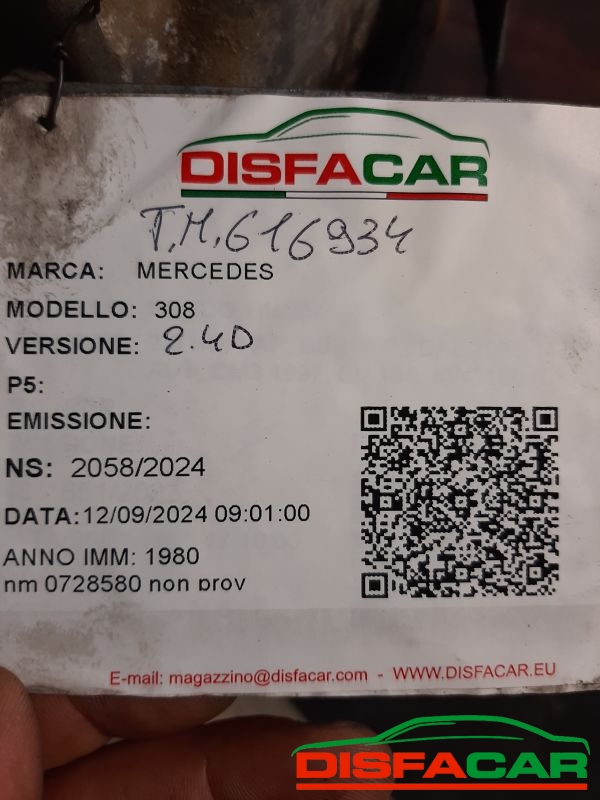 DISFACAR
T.M. 616934
MARCA: MERCEDES
MODELLO: 308
VERSIONE: 2.4D
P5:
EMISSIONE:
NS: 2058/2024
DATA:12/09/2024 09:01:00
ANNO IMM: 1980
nm 0728580 non prov
E-mail: magazzino@disfacar.com - WWW.DISFACAR.EU
DISFACAR